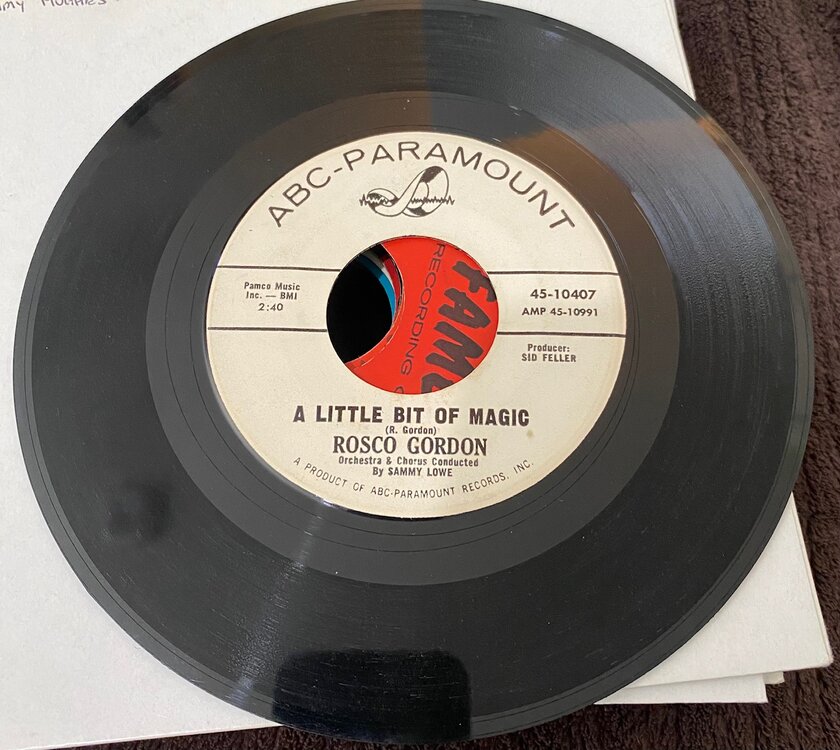 ABC-PARAMOUNT
Pamco Music
Inc. — BMI
2:40
45-10407
AMP 45-10991
Producer:
SID FELLER
RECORDING
FAMO
A LITTLE BIT OF MAGIC
(R. Gordon)
ROSCO GORDON
Orchestra & Chorus Conducted
By SAMMY LOWE
A PRODUCT OF ABC-PARAMOUNT RECORDS, INC.